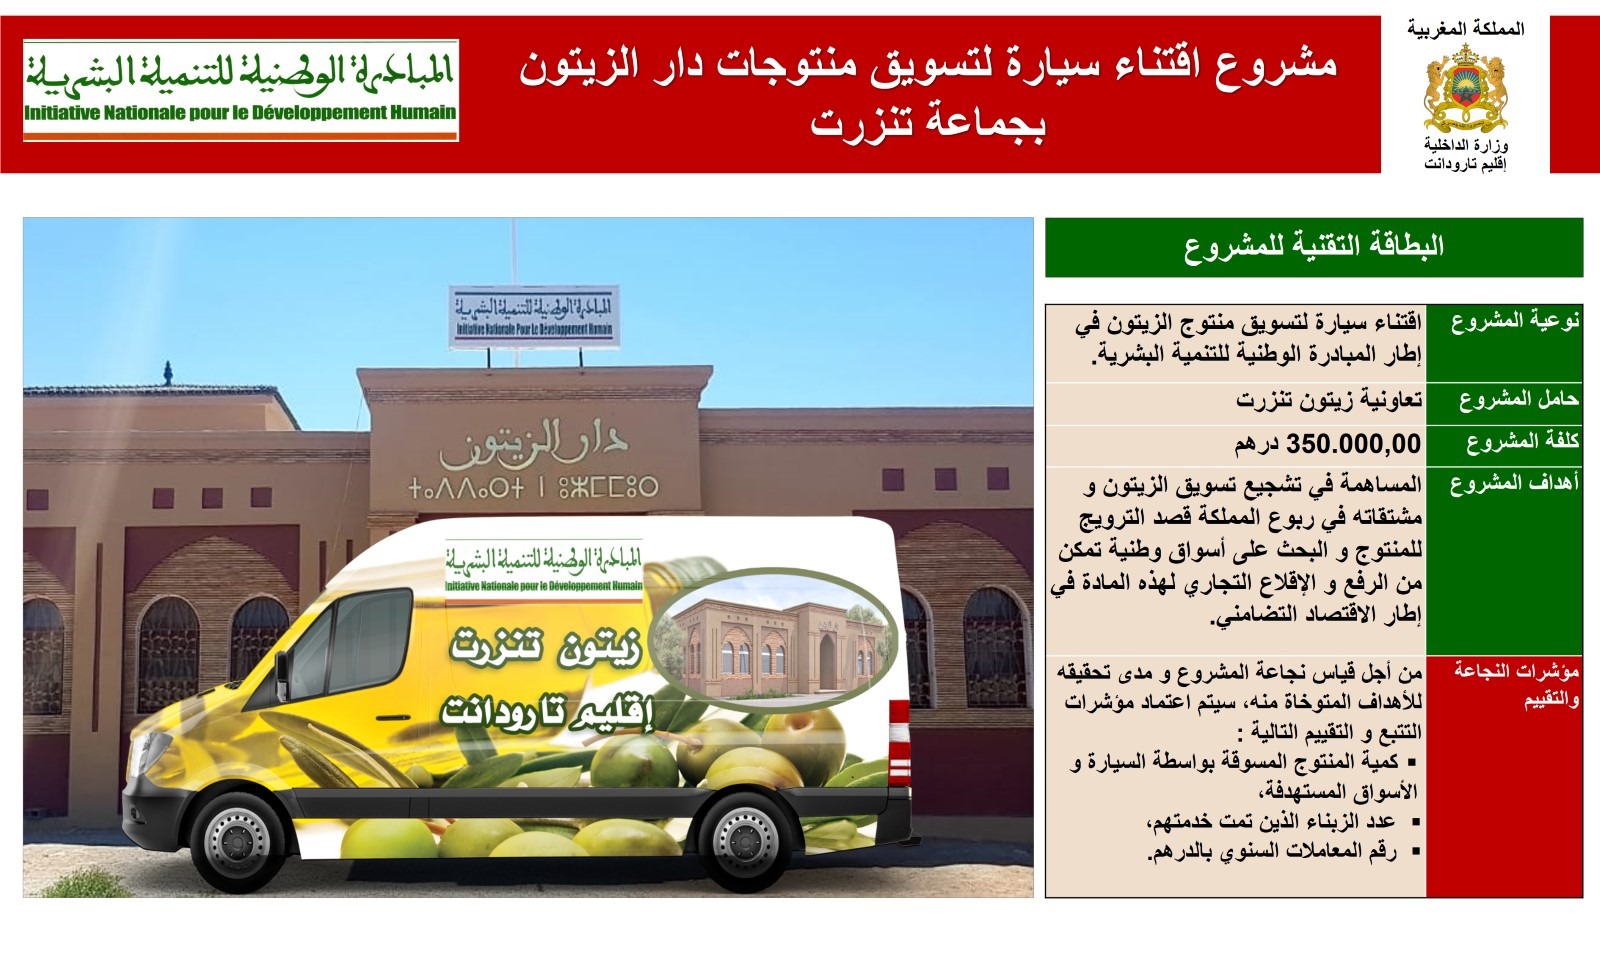 المملكة المغربية
وزارة الداخلية
إقليم تارودانت
مشروع اقتناء سيارة لتسويق منتوجات دار الزيتون
بجماعة تنزرت
المبادرة الوطنية للتنمية البشرية
Initiative Nationale pour le Développement Humain
البطاقة التقنية للمشروع
نوعية المشروع
اقتناء سيارة لتسويق منتوج الزيتون في
إطار المبادرة الوطنية للتنمية البشرية.
حامل المشروع
تعاونية زيتون تنزرت
كلفة المشروع
350.000,00 درهم
أهداف المشروع
المساهمة في تشجيع تسويق الزيتون و
مشتقاته في ربوع المملكة قصد الترويج
للمنتوج و البحث على أسواق وطنية تمكن
من الرفع و الإقلاع التجاري لهذه المادة في
إطار الاقتصاد التضامني.
مؤشرات النجاعة
والتقييم
من أجل قياس نجاعة المشروع و مدى تحقيقه
للأهداف المتوخاة منه، سيتم اعتماد مؤشرات
التتبع و التقييم التالية :
▪ كمية المنتوج المسوقة بواسطة السيارة و
الأسواق المستهدفة،
▪ عدد الزبناء الذين تمت خدمتهم،
▪ رقم المعاملات السنوي بالدرهم.
المبادرة الوطنية للتنمية البشرية
Initiative Nationale Pour Le Développement Humain
دار الزيتون
ⵜⴰⴷⴷⴰⵔⵜ ⵏ ⵓⵣⵎⵎⵓⵔ
المبادرة الوطنية للتنمية البشرية
Initiative Nationale pour le Développement Humain
زيتون تنزرت
إقليم تارودانت